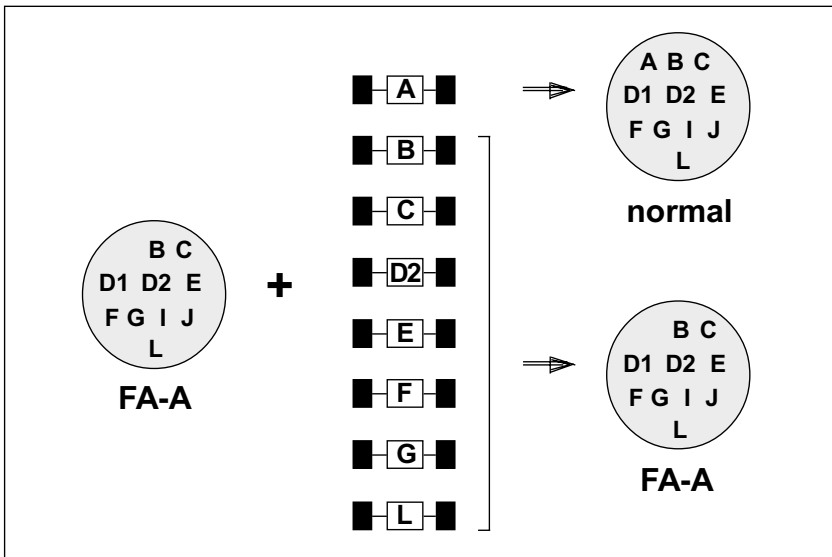 B C
D1 D2 E
F G I J
L
FA-A
+
A
B
C
D2
E
F
G
L
A B C
D1 D2 E
F G I J
L
normal
B C
D1 D2 E
F G I J
L
FA-A